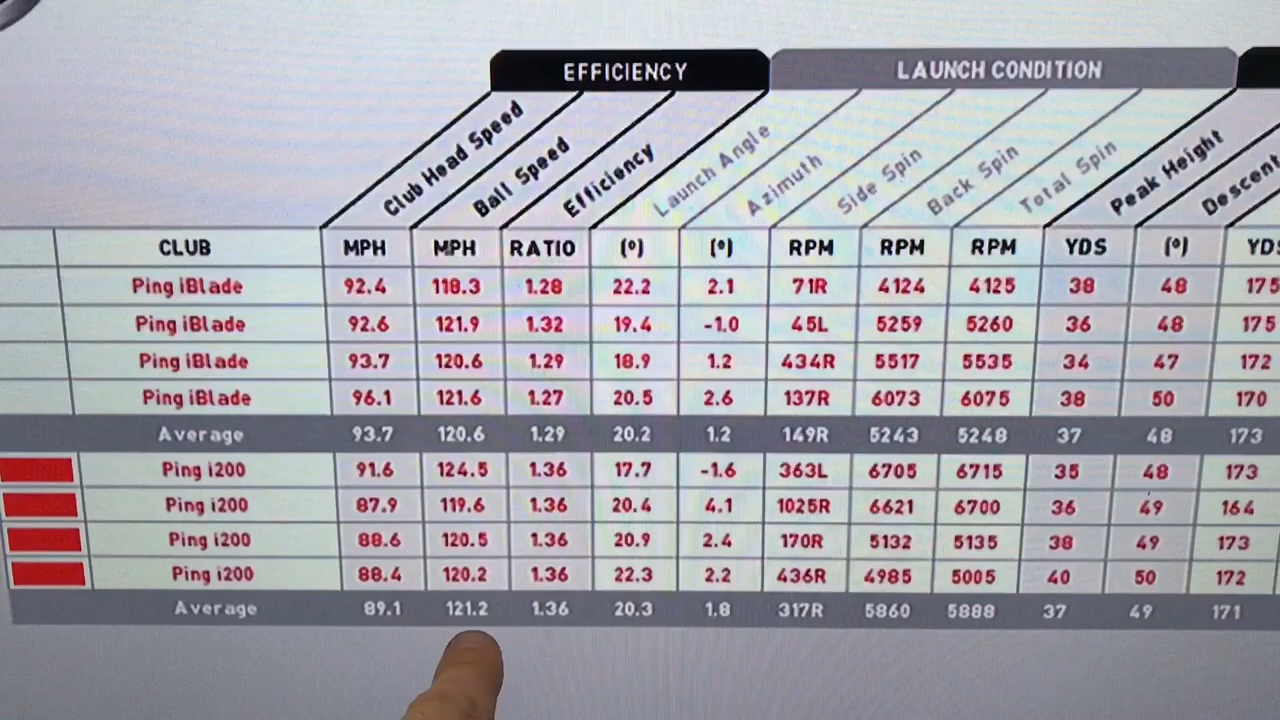 EFFICIENCY LAUNCH CONDITION
Club Head Speed Ball Speed Efficiency Launch Angle Azimuth Side Spin Back Spin Total Spin Peak Height Descent
CLUB MPH MPH RATIO (º) (º) RPM RPM RPM YDS (º) YDS
Ping iBlade 92.4 118.3 1.28 22.2 2.1 71R 4124 4125 38 48 175
Ping iBlade 92.6 121.9 1.32 19.4 -1.0 45L 5259 5260 36 48 175
Ping iBlade 93.7 120.6 1.29 18.9 1.2 434R 5517 5535 34 47 172
Ping iBlade 96.1 121.6 1.27 20.5 2.6 137R 6073 6075 38 50 170
Average 93.7 120.6 1.29 20.2 1.2 149R 5243 5248 37 48 173
Ping i200 91.6 124.5 1.36 17.7 -1.6 363L 6705 6715 35 48 173
Ping i200 87.9 119.6 1.36 20.4 4.1 1025R 6621 6700 36 49 164
Ping i200 88.6 120.5 1.36 20.9 2.4 170R 5132 5135 38 49 173
Ping i200 88.4 120.2 1.36 22.3 2.2 436R 4985 5005 40 50 172
Average 89.1 121.2 1.36 20.3 1.8 317R 5860 5888 37 49 171